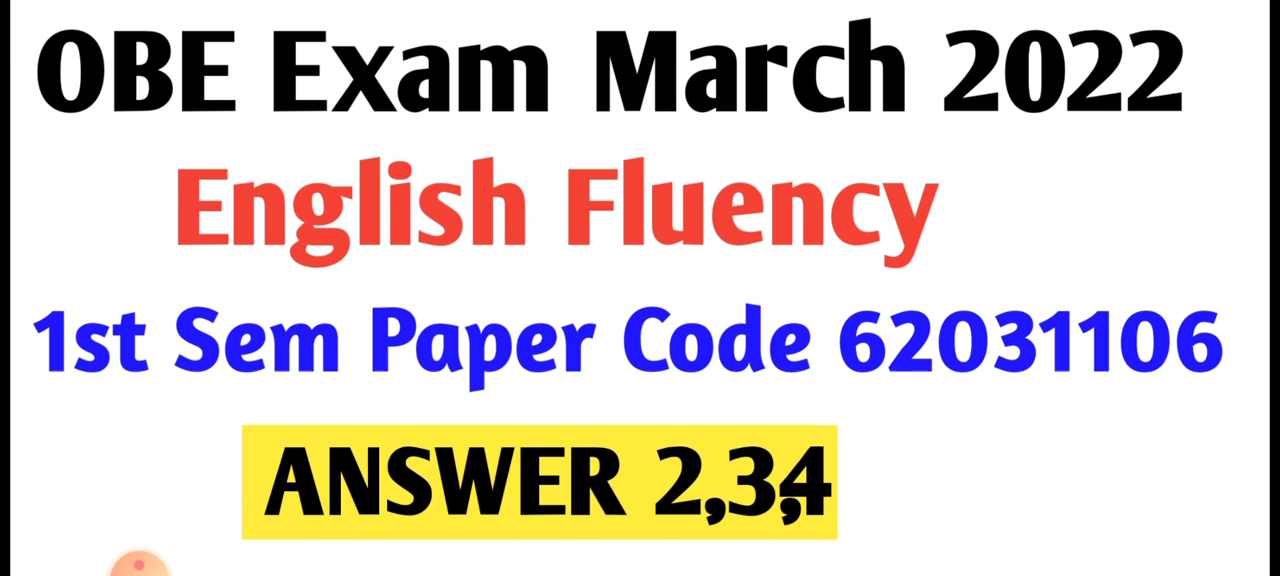 OBE Exam March 2022
English Fluency
1st Sem Paper Code 62031106
ANSWER 2,3,4